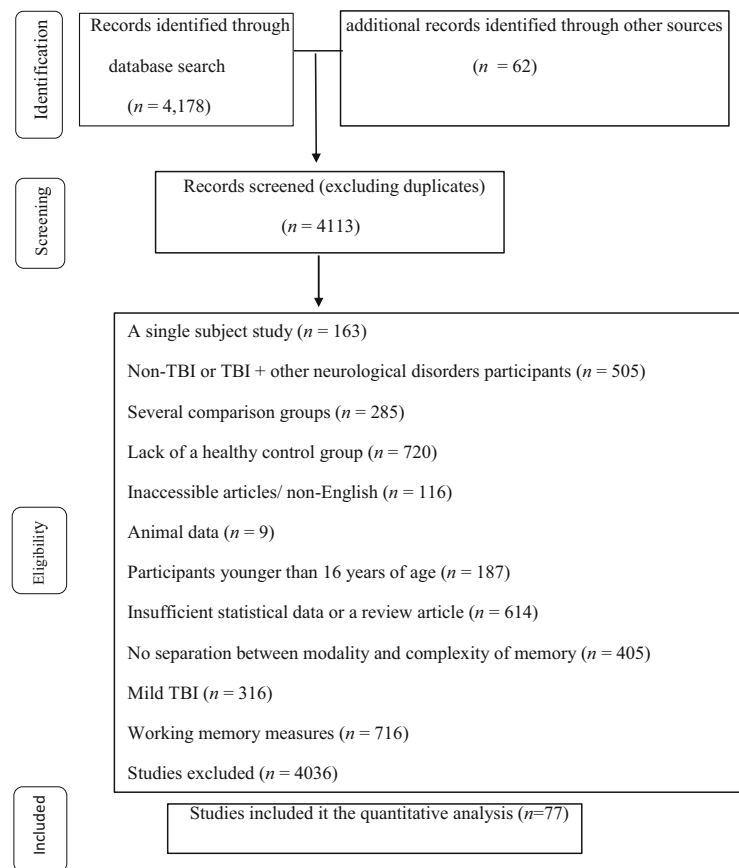 Identification
Records identified through
database search
(n = 4,178)
additional records identified through other sources
(n = 62)
Screening
Records screened (excluding duplicates)
(n = 4113)
Eligibility
A single subject study (n = 163)
Non-TBI or TBI + other neurological disorders participants (n = 505)
Several comparison groups (n = 285)
Lack of a healthy control group (n = 720)
Inaccessible articles/ non-English (n = 116)
Animal data (n = 9)
Participants younger than 16 years of age (n = 187)
Insufficient statistical data or a review article (n = 614)
No separation between modality and complexity of memory (n = 405)
Mild TBI (n = 316)
Working memory measures (n = 716)
Studies excluded (n = 4036)
Included
Studies included it the quantitative analysis (n=77)